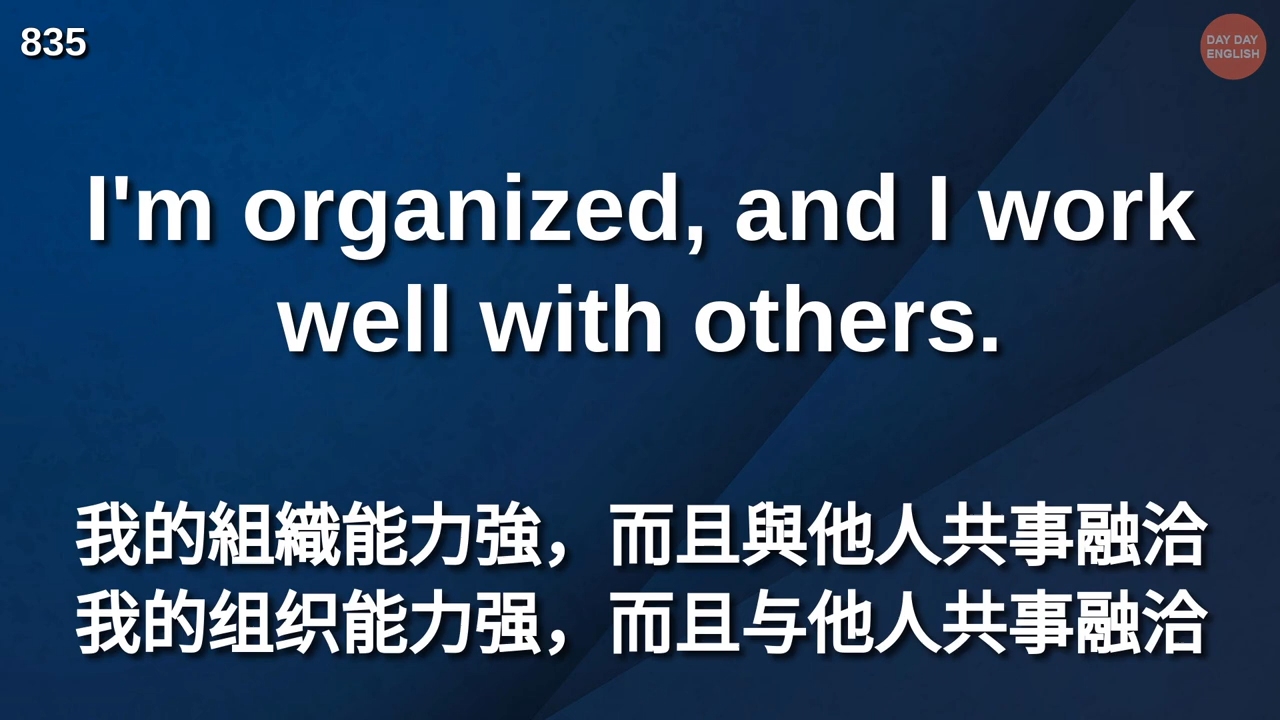 835
DAY DAY
ENGLISH
I'm organized, and I work
well with others.
我的組織能力強，而且與他人共事融洽
我的组织能力强，而且与他人共事融洽